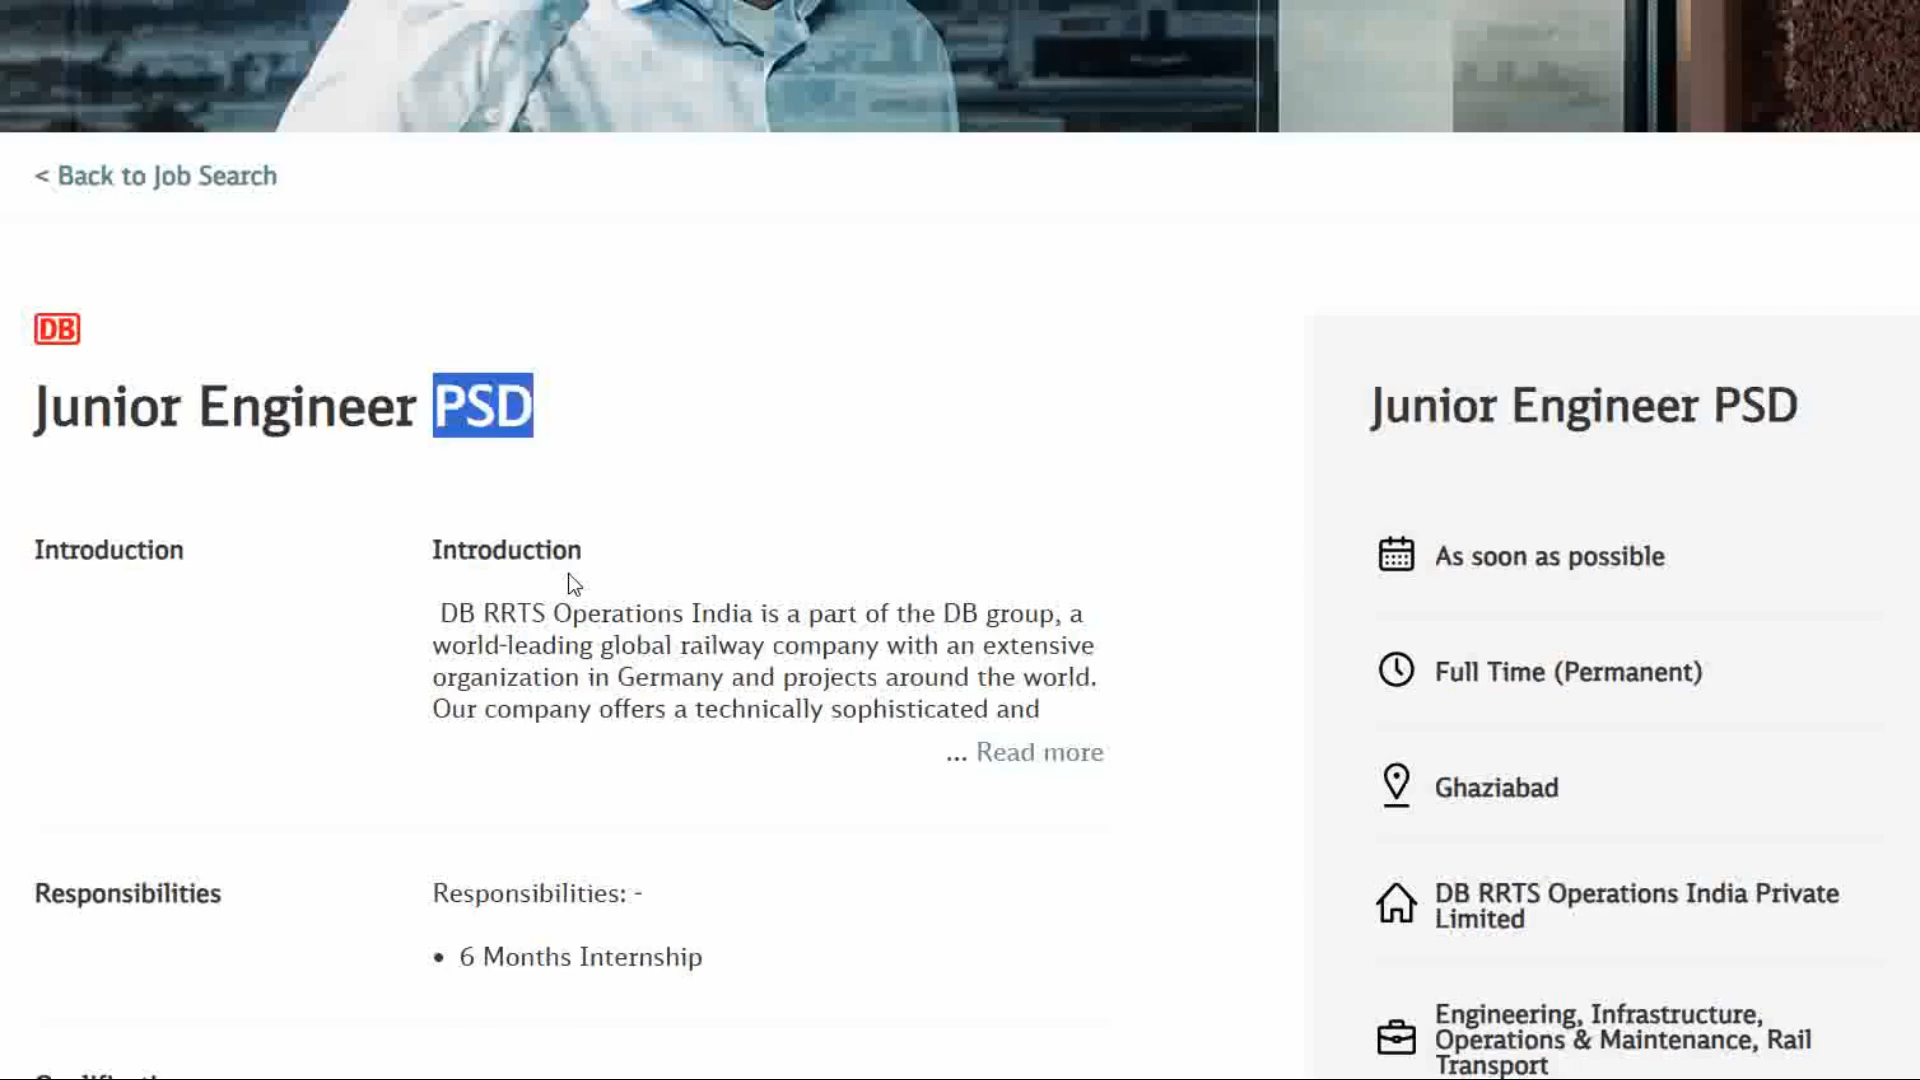 < Back to Job Search
DB
Junior Engineer PSD
Introduction
Introduction
DB RRTS Operations India is a part of the DB group, a
world-leading global railway company with an extensive
organization in Germany and projects around the world.
Our company offers a technically sophisticated and
... Read more
Responsibilities
Responsibilities: -
• 6 Months Internship
Junior Engineer PSD
As soon as possible
Full Time (Permanent)
Ghaziabad
DB RRTS Operations India Private
Limited
Engineering, Infrastructure,
Operations & Maintenance, Rail
Transport